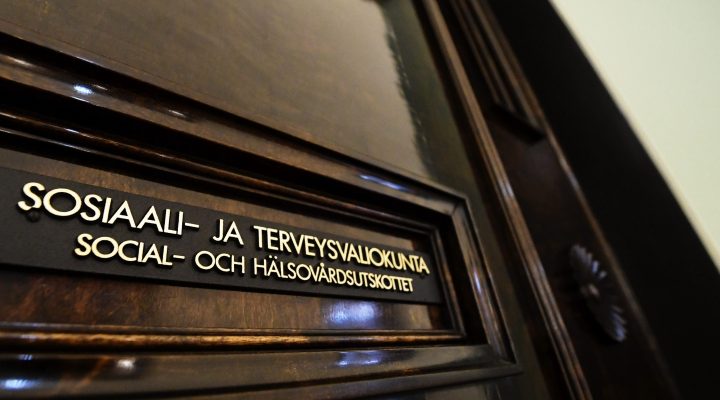 SOSIAALI- JA TERVEYSVALIOKUNTA
SOCIAL- OCH HÄLSOVÅRDSUTSKOTTET